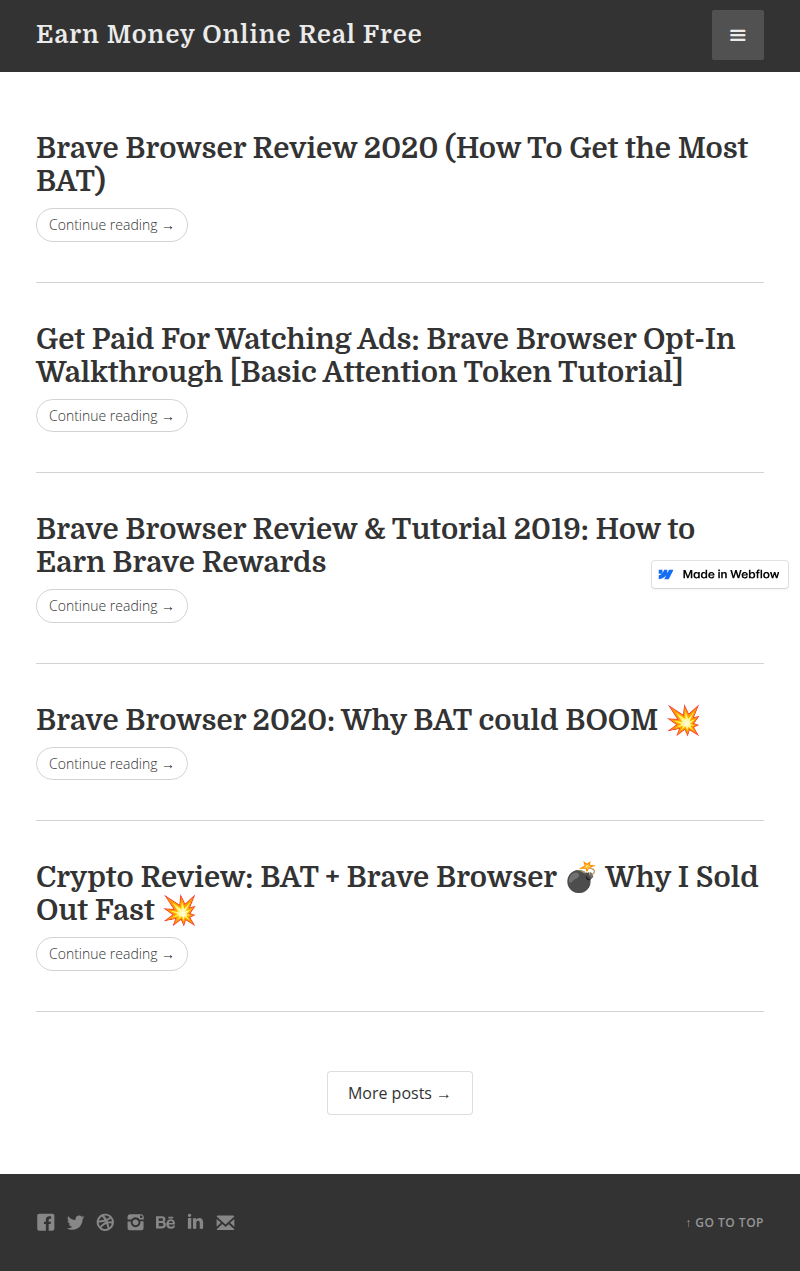 Earn Money Online Real Free
Brave Browser Review 2020 (How To Get the Most
BAT)
Continue reading →
Get Paid For Watching Ads: Brave Browser Opt-In
Walkthrough [Basic Attention Token Tutorial]
Continue reading →
Brave Browser Review & Tutorial 2019: How to
Earn Brave Rewards
Made in Webflow
Continue reading →
Brave Browser 2020: Why BAT could BOOM 💥
Continue reading →
Crypto Review: BAT + Brave Browser 💣 Why I Sold
Out Fast 💥
Continue reading →
More posts →
↑ GO TO TOP